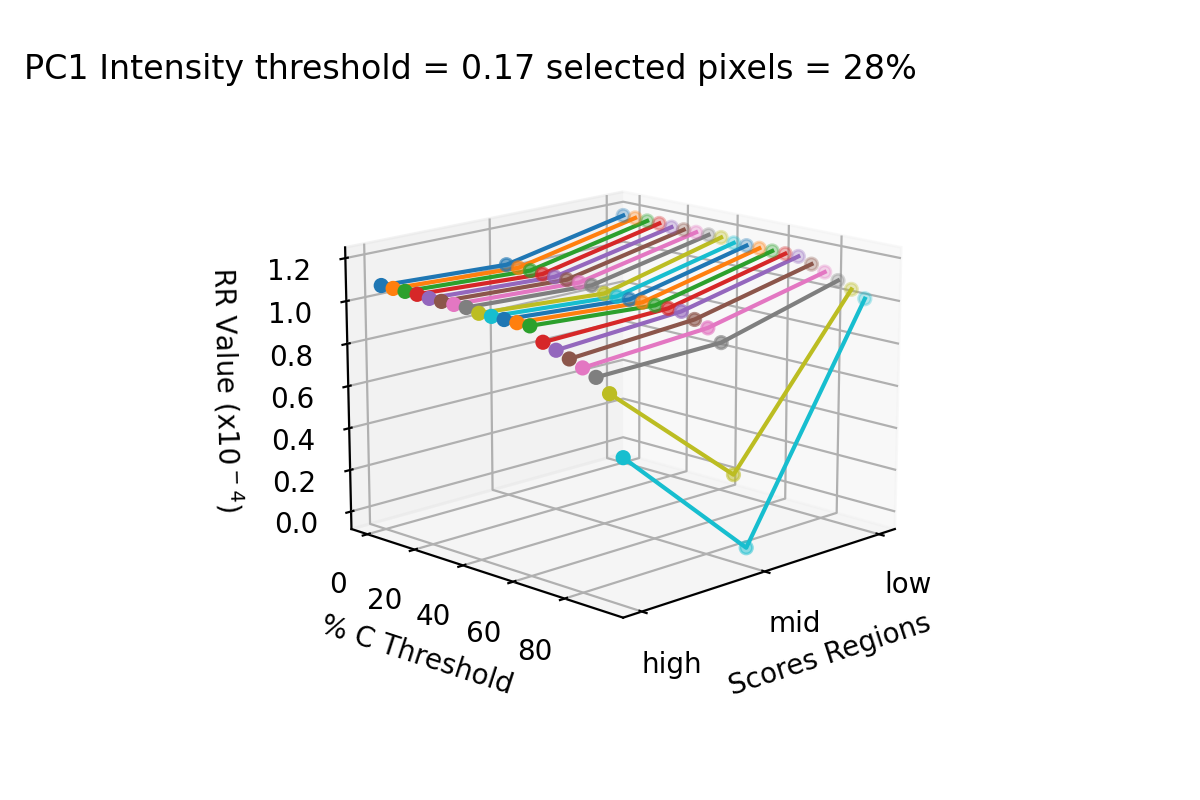 PC1 Intensity threshold = 0.17 selected pixels = 28%
RR Value (x10⁻⁴)
1.2
1.0
0.8
0.6
0.4
0.2
0.0
0
20
40
60
80
% C Threshold
high
mid
low
Scores Regions